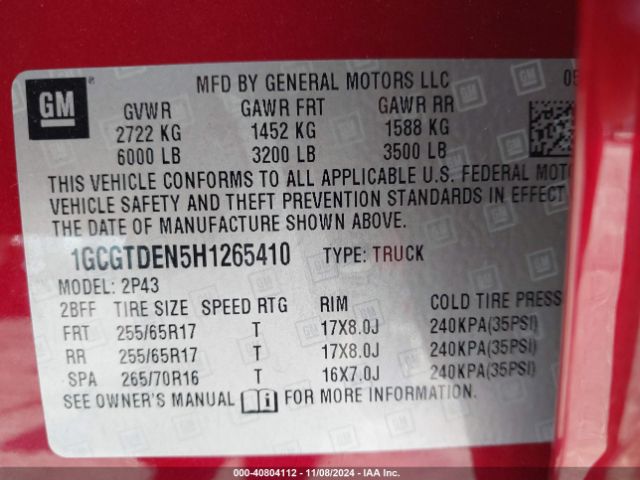 GM
®
MFD BY GENERAL MOTORS LLC 05
GVWR GAWR FRT GAWR RR
2722 KG 1452 KG 1588 KG
6000 LB 3200 LB 3500 LB
THIS VEHICLE CONFORMS TO ALL APPLICABLE U.S. FEDERAL MOT
VEHICLE SAFETY AND THEFT PREVENTION STANDARDS IN EFFECT
THE DATE OF MANUFACTURE SHOWN ABOVE.
1GCGTDEN5H1265410 TYPE: TRUCK
MODEL: 2P43
2BFF TIRE SIZE SPEED RTG RIM COLD TIRE PRESS
FRT 255/65R17 T 17X8.0J 240KPA(35PSI)
RR 255/65R17 T 17X8.0J 240KPA(35PSI)
SPA 265/70R16 T 16X7.0J 240KPA(35PSI)
SEE OWNER'S MANUAL FOR MORE INFORMATION.
000-40804112 - 11/08/2024 - IAA Inc.